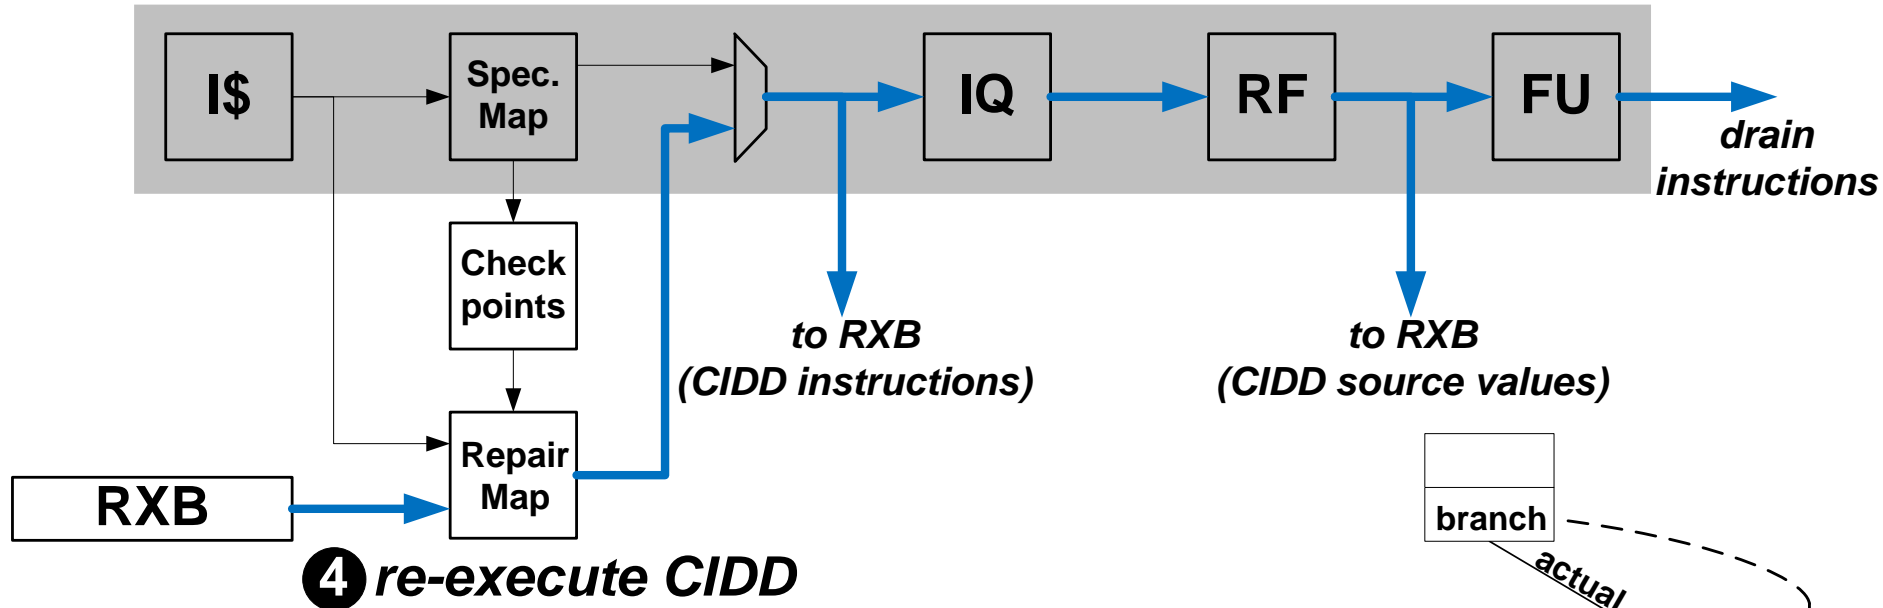 I$
Spec.
Map
IQ
RF
FU
drain
instructions
Check
points
to RXB
(CIDD instructions)
to RXB
(CIDD source values)
Repair
Map
RXB
branch
actual
4 re-execute CIDD